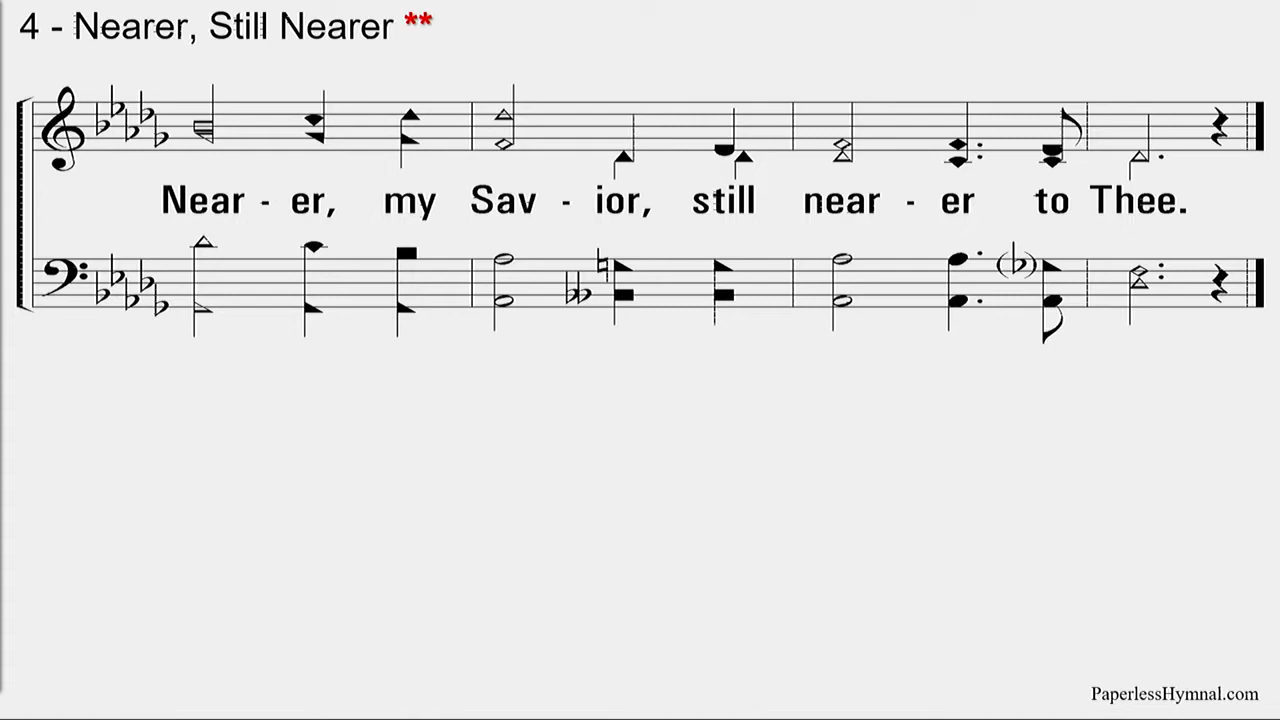 4 - Nearer, Still Nearer **
Near - er, my Sav - ior, still near - er to Thee.
PaperlessHymnal.com